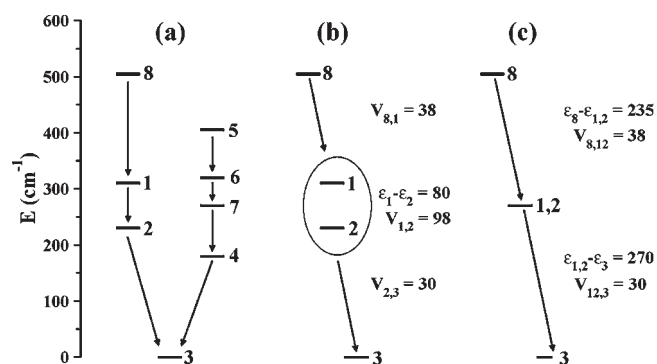 (a) (b) (c)
E (cm⁻¹)
600
500
400
300
200
100
0
8
5
1
6
2
7
4
3
8
V₈,₁ = 38
1
ε₁-ε₂ = 80
V₁,₂ = 98
2
V₂,₃ = 30
3
8
ε₈-ε₁,₂ = 235
V₈,₁₂ = 38
1,2
ε₁,₂-ε₃ = 270
V₁₂,₃ = 30
3